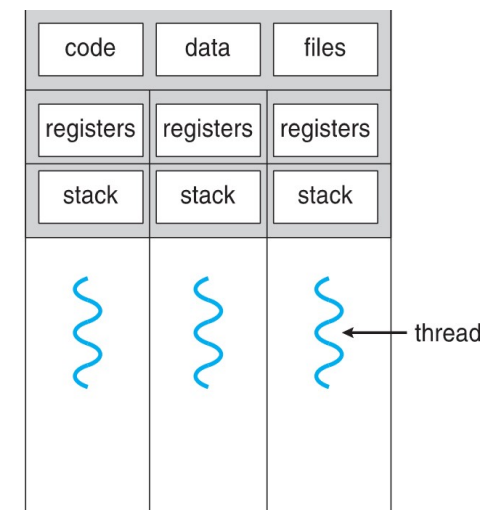 code data files
registers registers registers
stack stack stack
thread